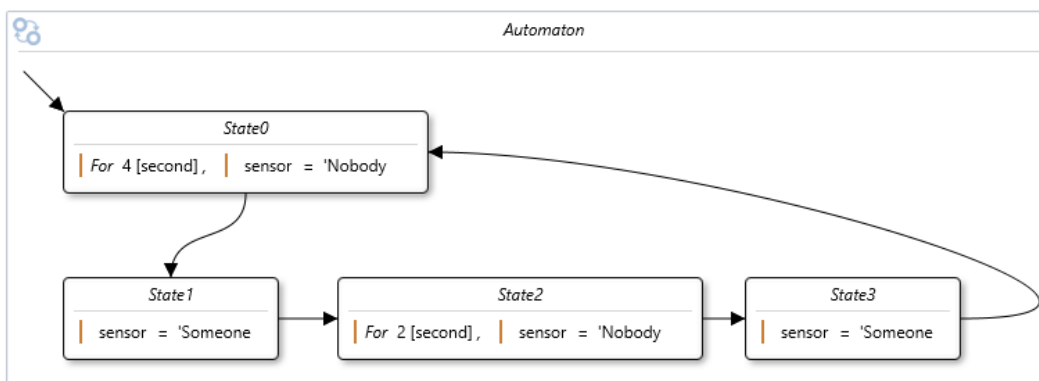 Automaton
State0
For 4 [second] , sensor = 'Nobody
State1
sensor = 'Someone
State2
For 2 [second] , sensor = 'Nobody
State3
sensor = 'Someone